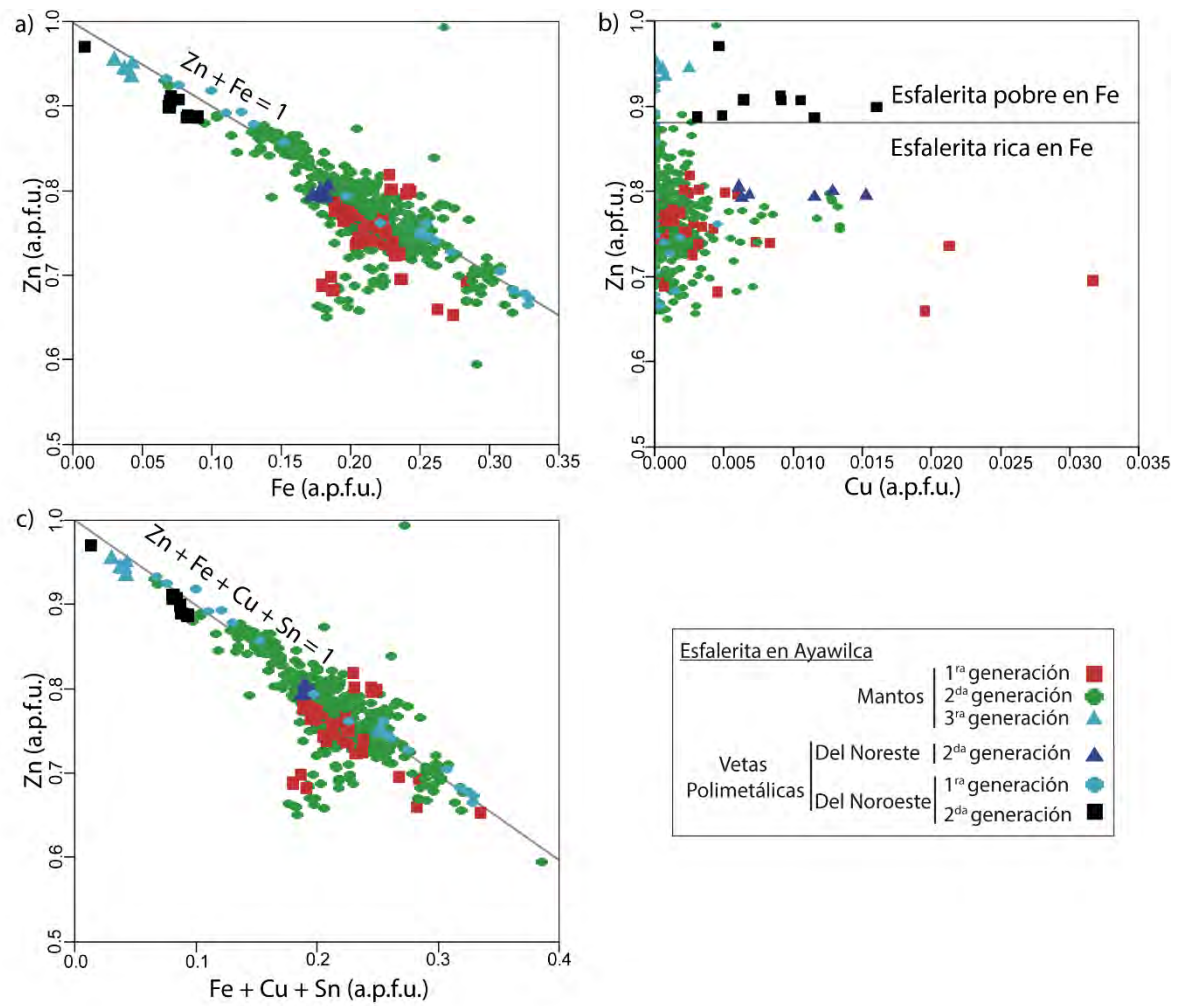 a)
1.0
0.9
0.8
0.7
0.6
0.5
Zn (a.p.f.u.)
Zn + Fe = 1
0.00 0.05 0.10 0.15 0.20 0.25 0.30 0.35
Fe (a.p.f.u.)
b)
1.0
0.9
0.8
0.7
0.6
0.5
Zn (a.p.f.u.)
Esfalerita pobre en Fe
Esfalerita rica en Fe
0.000 0.005 0.010 0.015 0.020 0.025 0.030 0.035
Cu (a.p.f.u.)
c)
1.0
0.9
0.8
0.7
0.6
0.5
Zn (a.p.f.u.)
Zn + Fe + Cu + Sn = 1
0.0 0.1 0.2 0.3 0.4
Fe + Cu + Sn (a.p.f.u.)
Esfalerita en Ayawilca
Mantos
1ra generación
2da generación
3ra generación
Vetas
Polimetálicas
Del Noreste
2da generación
Del Noroeste
1ra generación
2da generación